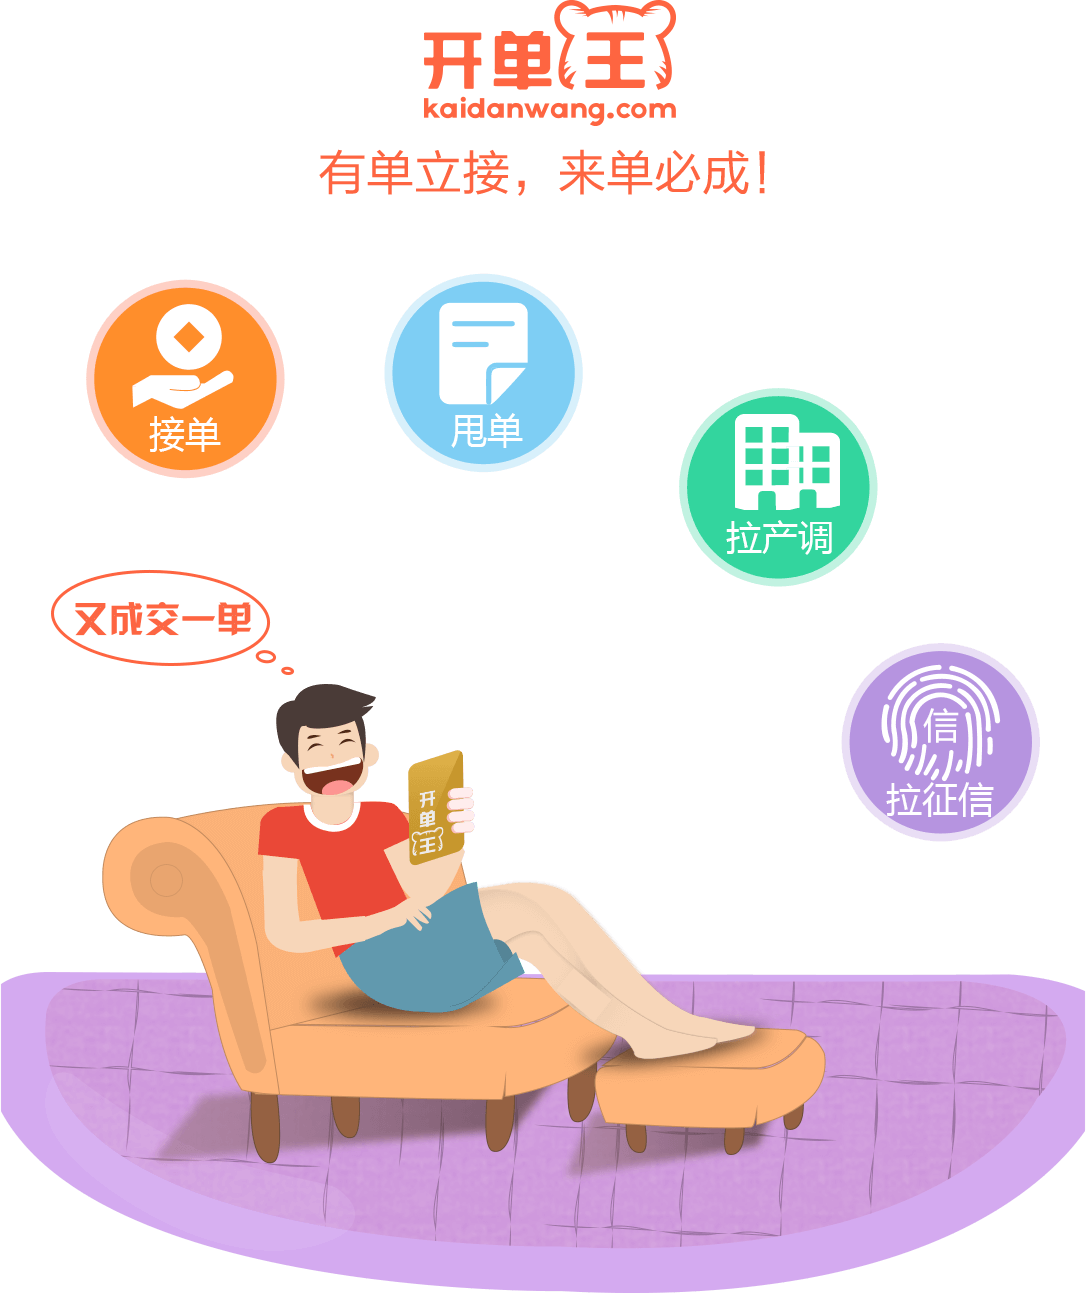 开单王
kaidanwang.com
有单立接，来单必成！
接单
甩单
拉产调
信
拉征信
又成交一单
开
单
王